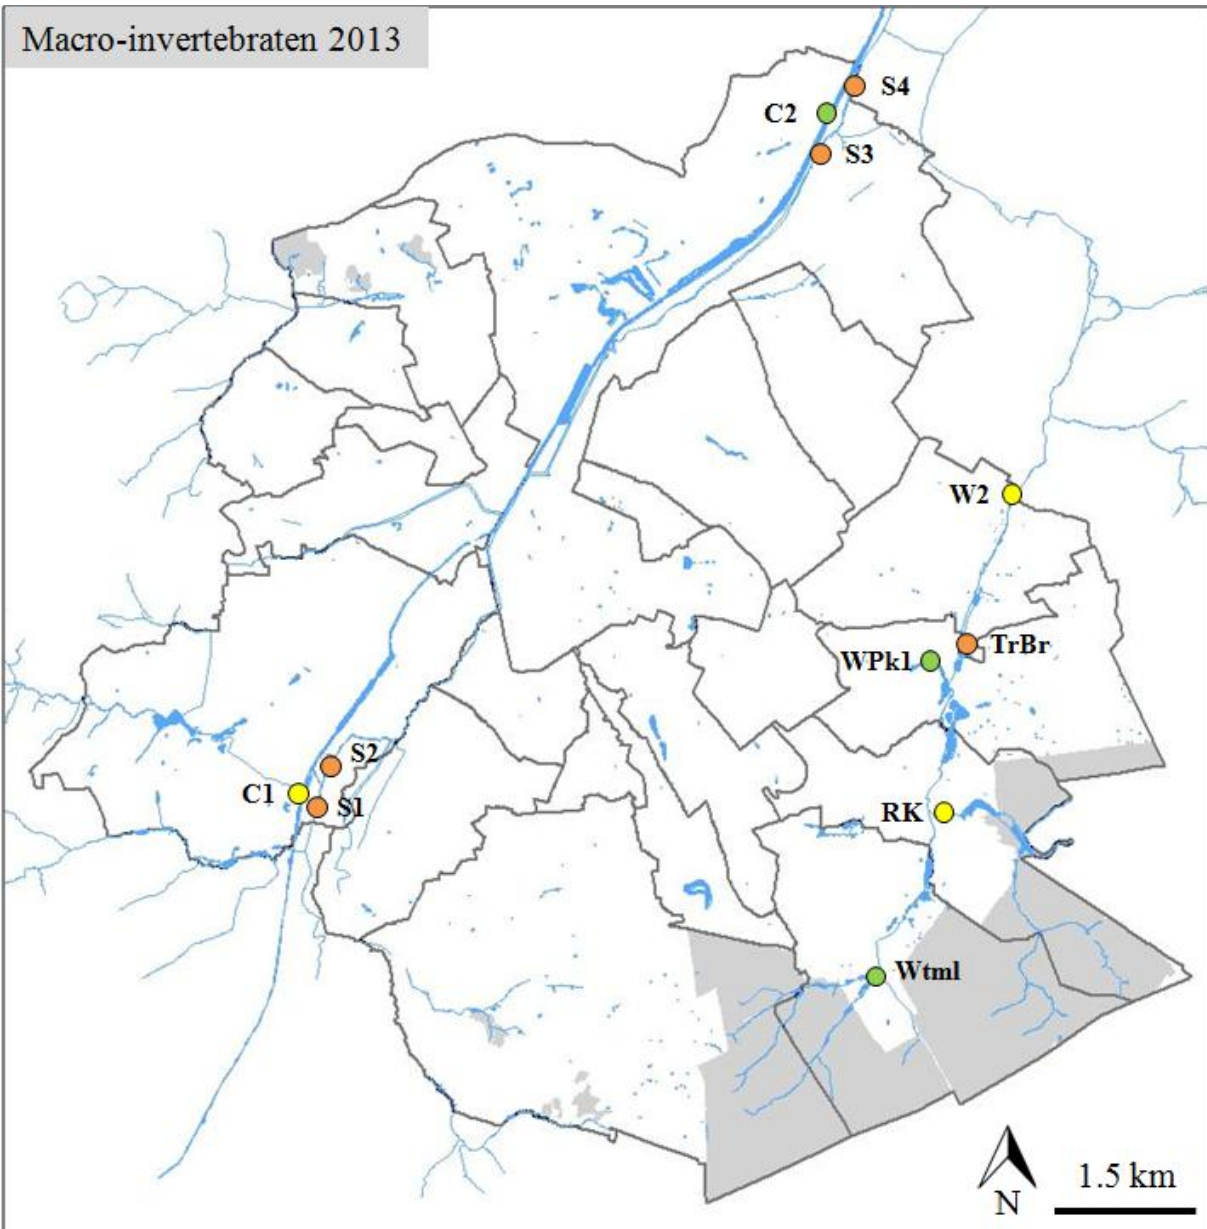 Macro-invertebraten 2013
S4
C2
S3
W2
TrBr
WPk1
S2
C1
S1
RK
Wtml
1.5 km
N